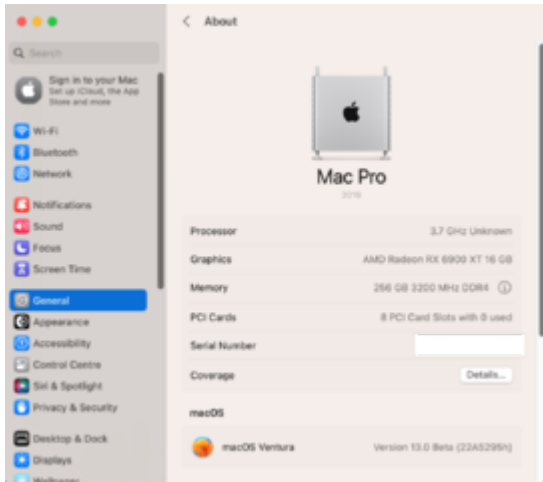 About
Search
Sign in to your Mac
Set up iCloud, the App
Store and more
Wi-Fi
Bluetooth
Network
Notifications
Sound
Focus
Screen Time
General
Appearance
Accessibility
Control Centre
Siri & Spotlight
Privacy & Security
Desktop & Dock
Displays
Wallpaper
Mac Pro
2019
Processor 3.7 GHz Unknown
Graphics AMD Radeon RX 6900 XT 16 GB
Memory 256 GB 3200 MHz DDR4
PCI Cards 8 PCI Card Slots with 0 used
Serial Number
Coverage Details...
macOS
macOS Ventura Version 13.0 Beta (22A5295h)